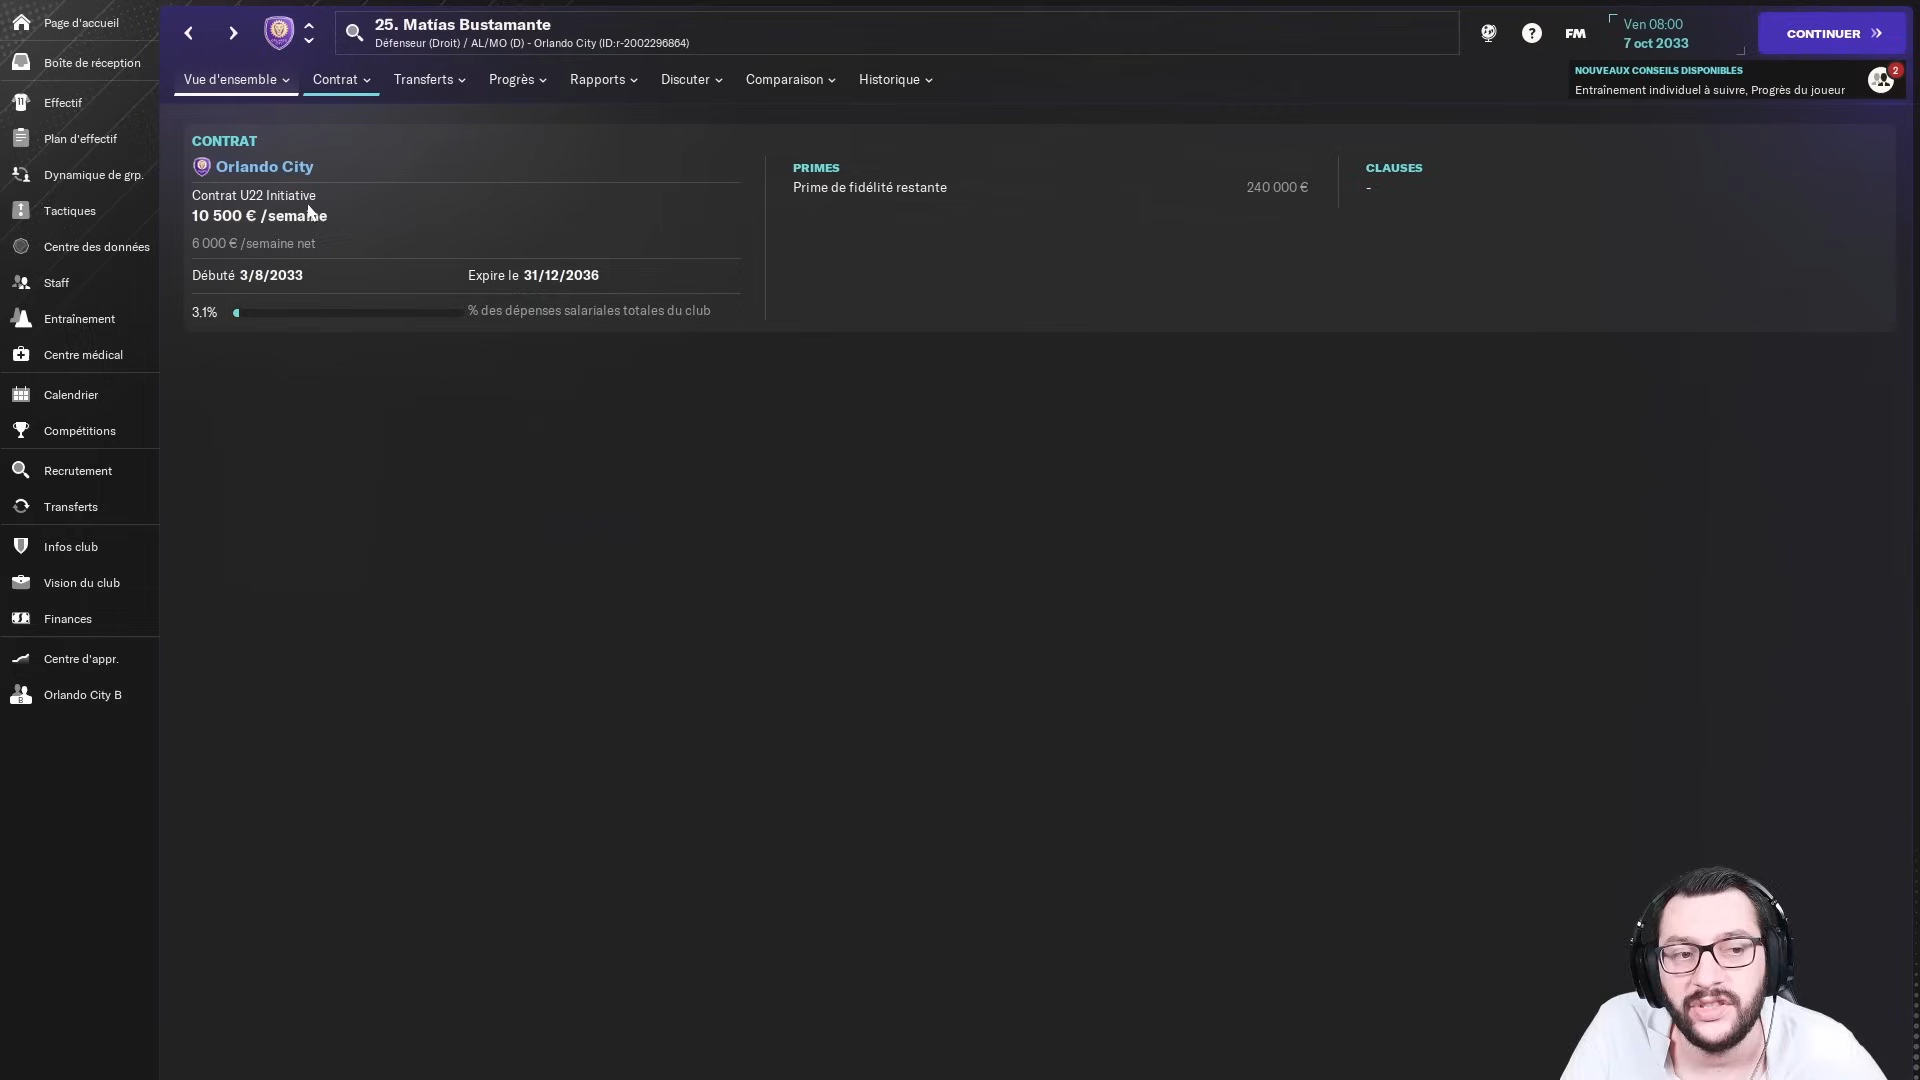 Page d'accueil
Boîte de réception
Effectif
Plan d'effectif
Dynamique de grp.
Tactiques
Centre des données
Staff
Entraînement
Centre médical
Calendrier
Compétitions
Recrutement
Transferts
Infos club
Vision du club
Finances
Centre d'appr.
Orlando City B
25. Matías Bustamante
Défenseur (Droit) / AL/MO (D) - Orlando City (ID:r-2002296864)
FM
Ven 08:00
7 oct 2033
CONTINUER
Vue d'ensemble
Contrat
Transferts
Progrès
Rapports
Discuter
Comparaison
Historique
NOUVEAUX CONSEILS DISPONIBLES
Entraînement individuel à suivre, Progrès du joueur
2
CONTRAT
Orlando City
Contrat U22 Initiative
10 500 € /semaine
6 000 € /semaine net
Débuté 3/8/2033 Expire le 31/12/2036
3.1% % des dépenses salariales totales du club
PRIMES
Prime de fidélité restante 240 000 €
CLAUSES
-